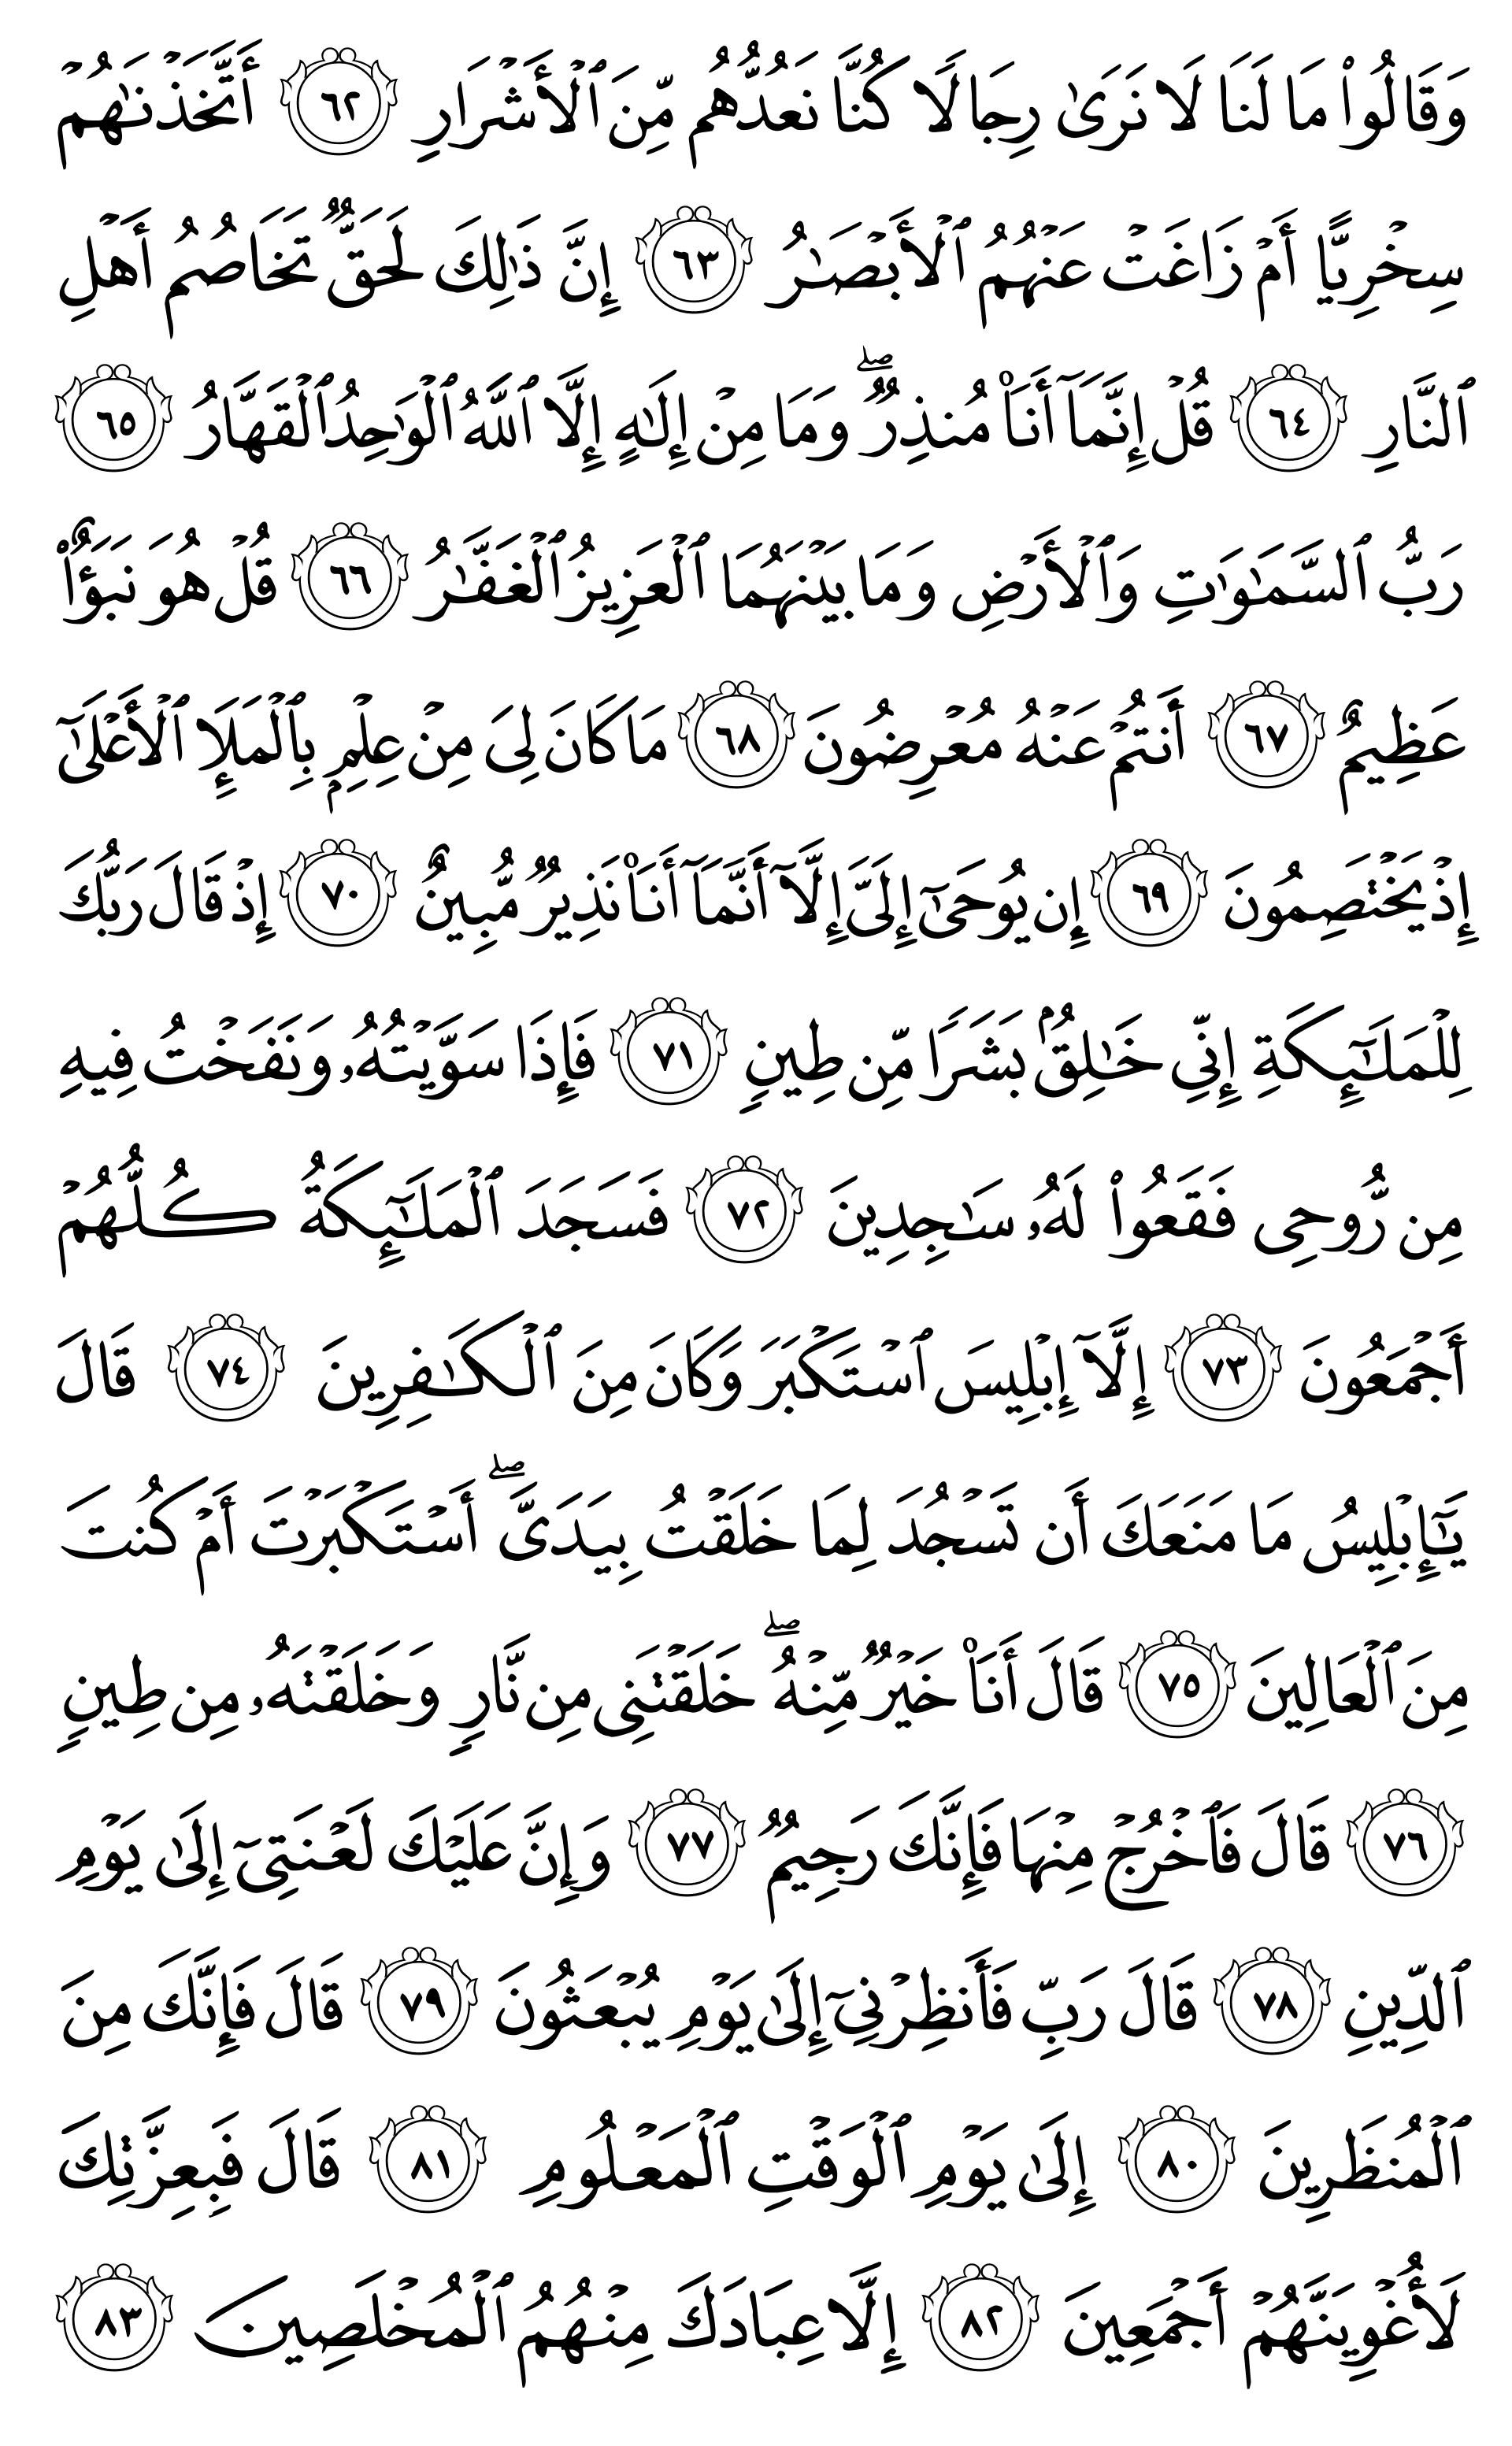 وَقَالُوا۟ مَا لَنَا لَا نَرَىٰ رِجَالًا كُنَّا نَعُدُّهُم مِّنَ ٱلْأَشْرَارِ ٦٢ أَتَّخَذْنَـٰهُمْ
سِخْرِيًّا أَمْ زَاغَتْ عَنْهُمُ ٱلْأَبْصَـٰرُ ٦٣ إِنَّ ذَٰلِكَ لَحَقٌّ تَخَاصُمُ أَهْلِ
ٱلنَّارِ ٦٤ قُلْ إِنَّمَآ أَنَا۠ مُنذِرٌ ۖ وَمَا مِنْ إِلَـٰهٍ إِلَّا ٱللَّهُ ٱلْوَٰحِدُ ٱلْقَهَّارُ ٦٥
رَبُّ ٱلسَّمَـٰوَٰتِ وَٱلْأَرْضِ وَمَا بَيْنَهُمَا ٱلْعَزِيزُ ٱلْغَفَّـٰرُ ٦٦ قُلْ هُوَ نَبَؤٌا۟
عَظِيمٌ ٦٧ أَنتُمْ عَنْهُ مُعْرِضُونَ ٦٨ مَا كَانَ لِىَ مِنْ عِلْمٍۭ بِٱلْمَلَإِ ٱلْأَعْلَىٰٓ
إِذْ يَخْتَصِمُونَ ٦٩ إِن يُوحَىٰٓ إِلَىَّ إِلَّآ أَنَّمَآ أَنَا۠ نَذِيرٌ مُّبِينٌ ٧٠ إِذْ قَالَ رَبُّكَ
لِلْمَلَـٰٓئِكَةِ إِنِّى خَـٰلِقٌۢ بَشَرًا مِّن طِينٍ ٧١ فَإِذَا سَوَّيْتُهُۥ وَنَفَخْتُ فِيهِ
مِن رُّوحِى فَقَعُوا۟ لَهُۥ سَـٰجِدِينَ ٧٢ فَسَجَدَ ٱلْمَلَـٰٓئِكَةُ كُلُّهُمْ
أَجْمَعُونَ ٧٣ إِلَّآ إِبْلِيسَ ٱسْتَكْبَرَ وَكَانَ مِنَ ٱلْكَـٰفِرِينَ ٧٤ قَالَ
يَـٰٓإِبْلِيسُ مَا مَنَعَكَ أَن تَسْجُدَ لِمَا خَلَقْتُ بِيَدَىَّ ۖ أَسْتَكْبَرْتَ أَمْ كُنتَ
مِنَ ٱلْعَالِينَ ٧٥ قَالَ أَنَا۠ خَيْرٌ مِّنْهُ ۖ خَلَقْتَنِى مِن نَّارٍ وَخَلَقْتَهُۥ مِن طِينٍ
٧٦ قَالَ فَٱخْرُجْ مِنْهَا فَإِنَّكَ رَجِيمٌ ٧٧ وَإِنَّ عَلَيْكَ لَعْنَتِىٓ إِلَىٰ يَوْمِ
ٱلدِّينِ ٧٨ قَالَ رَبِّ فَأَنظِرْنِىٓ إِلَىٰ يَوْمِ يُبْعَثُونَ ٧٩ قَالَ فَإِنَّكَ مِنَ
ٱلْمُنظَرِينَ ٨٠ إِلَىٰ يَوْمِ ٱلْوَقْتِ ٱلْمَعْلُومِ ٨١ قَالَ فَبِعِزَّتِكَ
لَأُغْوِيَنَّهُمْ أَجْمَعِينَ ٨٢ إِلَّا عِبَادَكَ مِنْهُمُ ٱلْمُخْلَصِينَ ٨٣